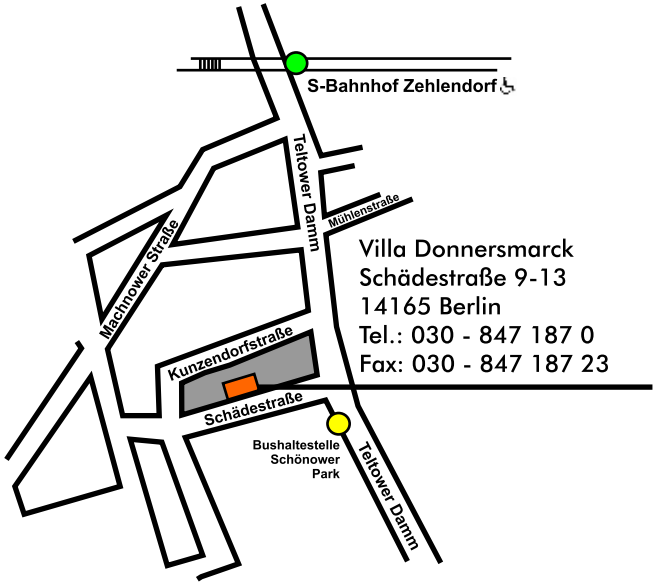 S-Bahnhof Zehlendorf
Teltower Damm
Mühlenstraße
Machnower Straße
Villa Donnersmarck
Schädestraße 9-13
14165 Berlin
Tel.: 030 - 847 187 0
Fax: 030 - 847 187 23
Kunzendorfstraße
Schädestraße
Bushaltestelle
Schönower
Park
Teltower Damm